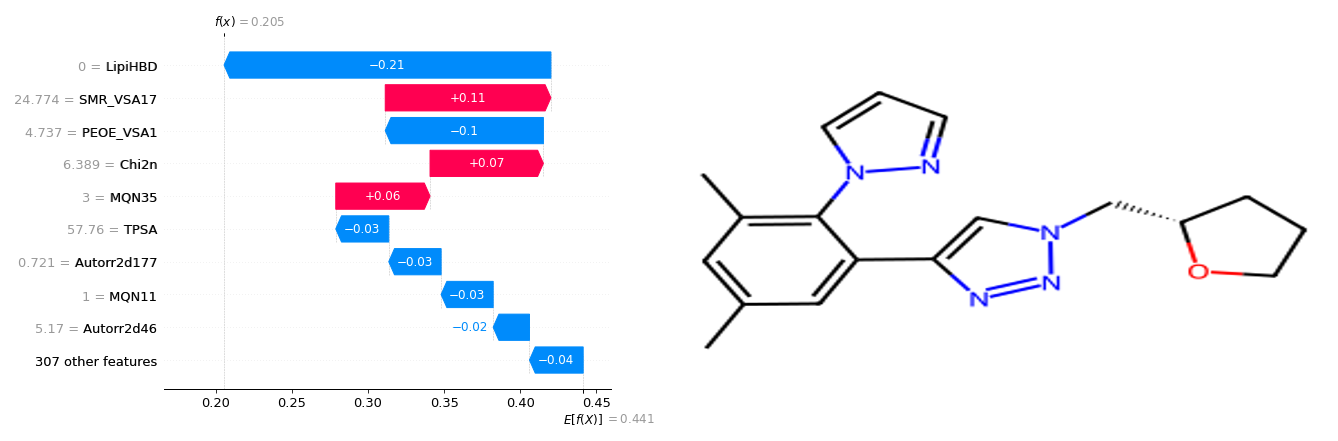 f(x) = 0.205
0 = LipiHBD
−0.21
24.774 = SMR_VSA17
+0.11
4.737 = PEOE_VSA1
−0.1
6.389 = Chi2n
+0.07
3 = MQN35
+0.06
57.76 = TPSA
−0.03
0.721 = Autorr2d177
−0.03
1 = MQN11
−0.03
5.17 = Autorr2d46
−0.02
307 other features
−0.04
0.20 0.25 0.30 0.35 0.40 0.45
E[f(X)] = 0.441
N N
N
N
N
O